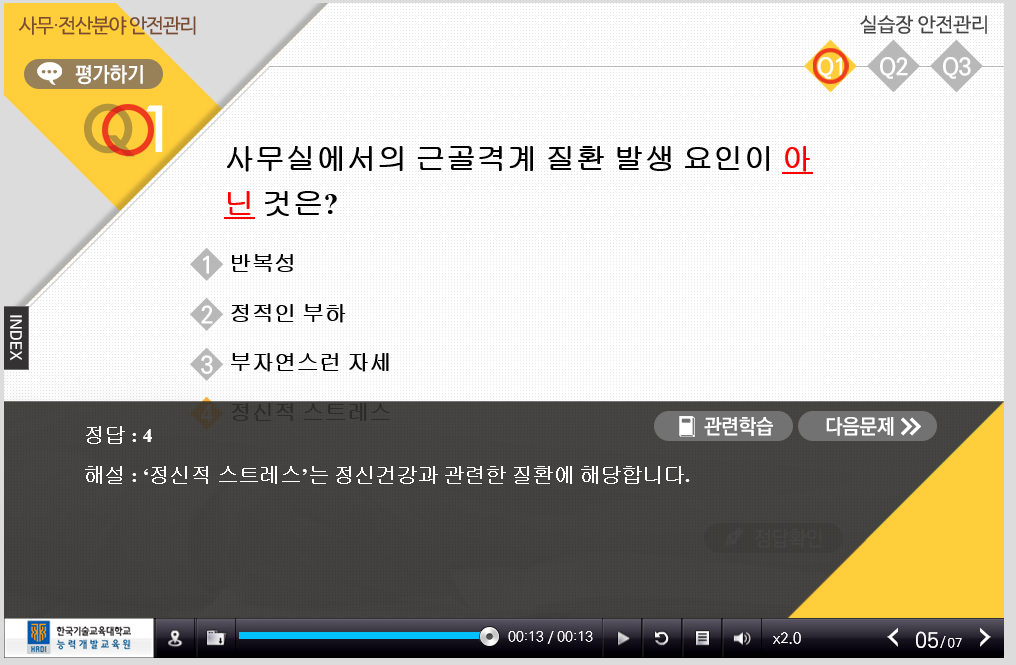 사무·전산분야 안전관리
실습장 안전관리
평가하기
Q1 Q2 Q3
Q1
사무실에서의 근골격계 질환 발생 요인이 아
닌 것은?
1 반복성
2 정적인 부하
INDEX
3 부자연스런 자세
4 정신적 스트레스
관련학습 다음문제
정답 : 4
해설 : ‘정신적 스트레스’는 정신건강과 관련한 질환에 해당합니다.
정답확인
한국기술교육대학교
능력개발교육원
HRDI
00:13 / 00:13
x2.0
05/07